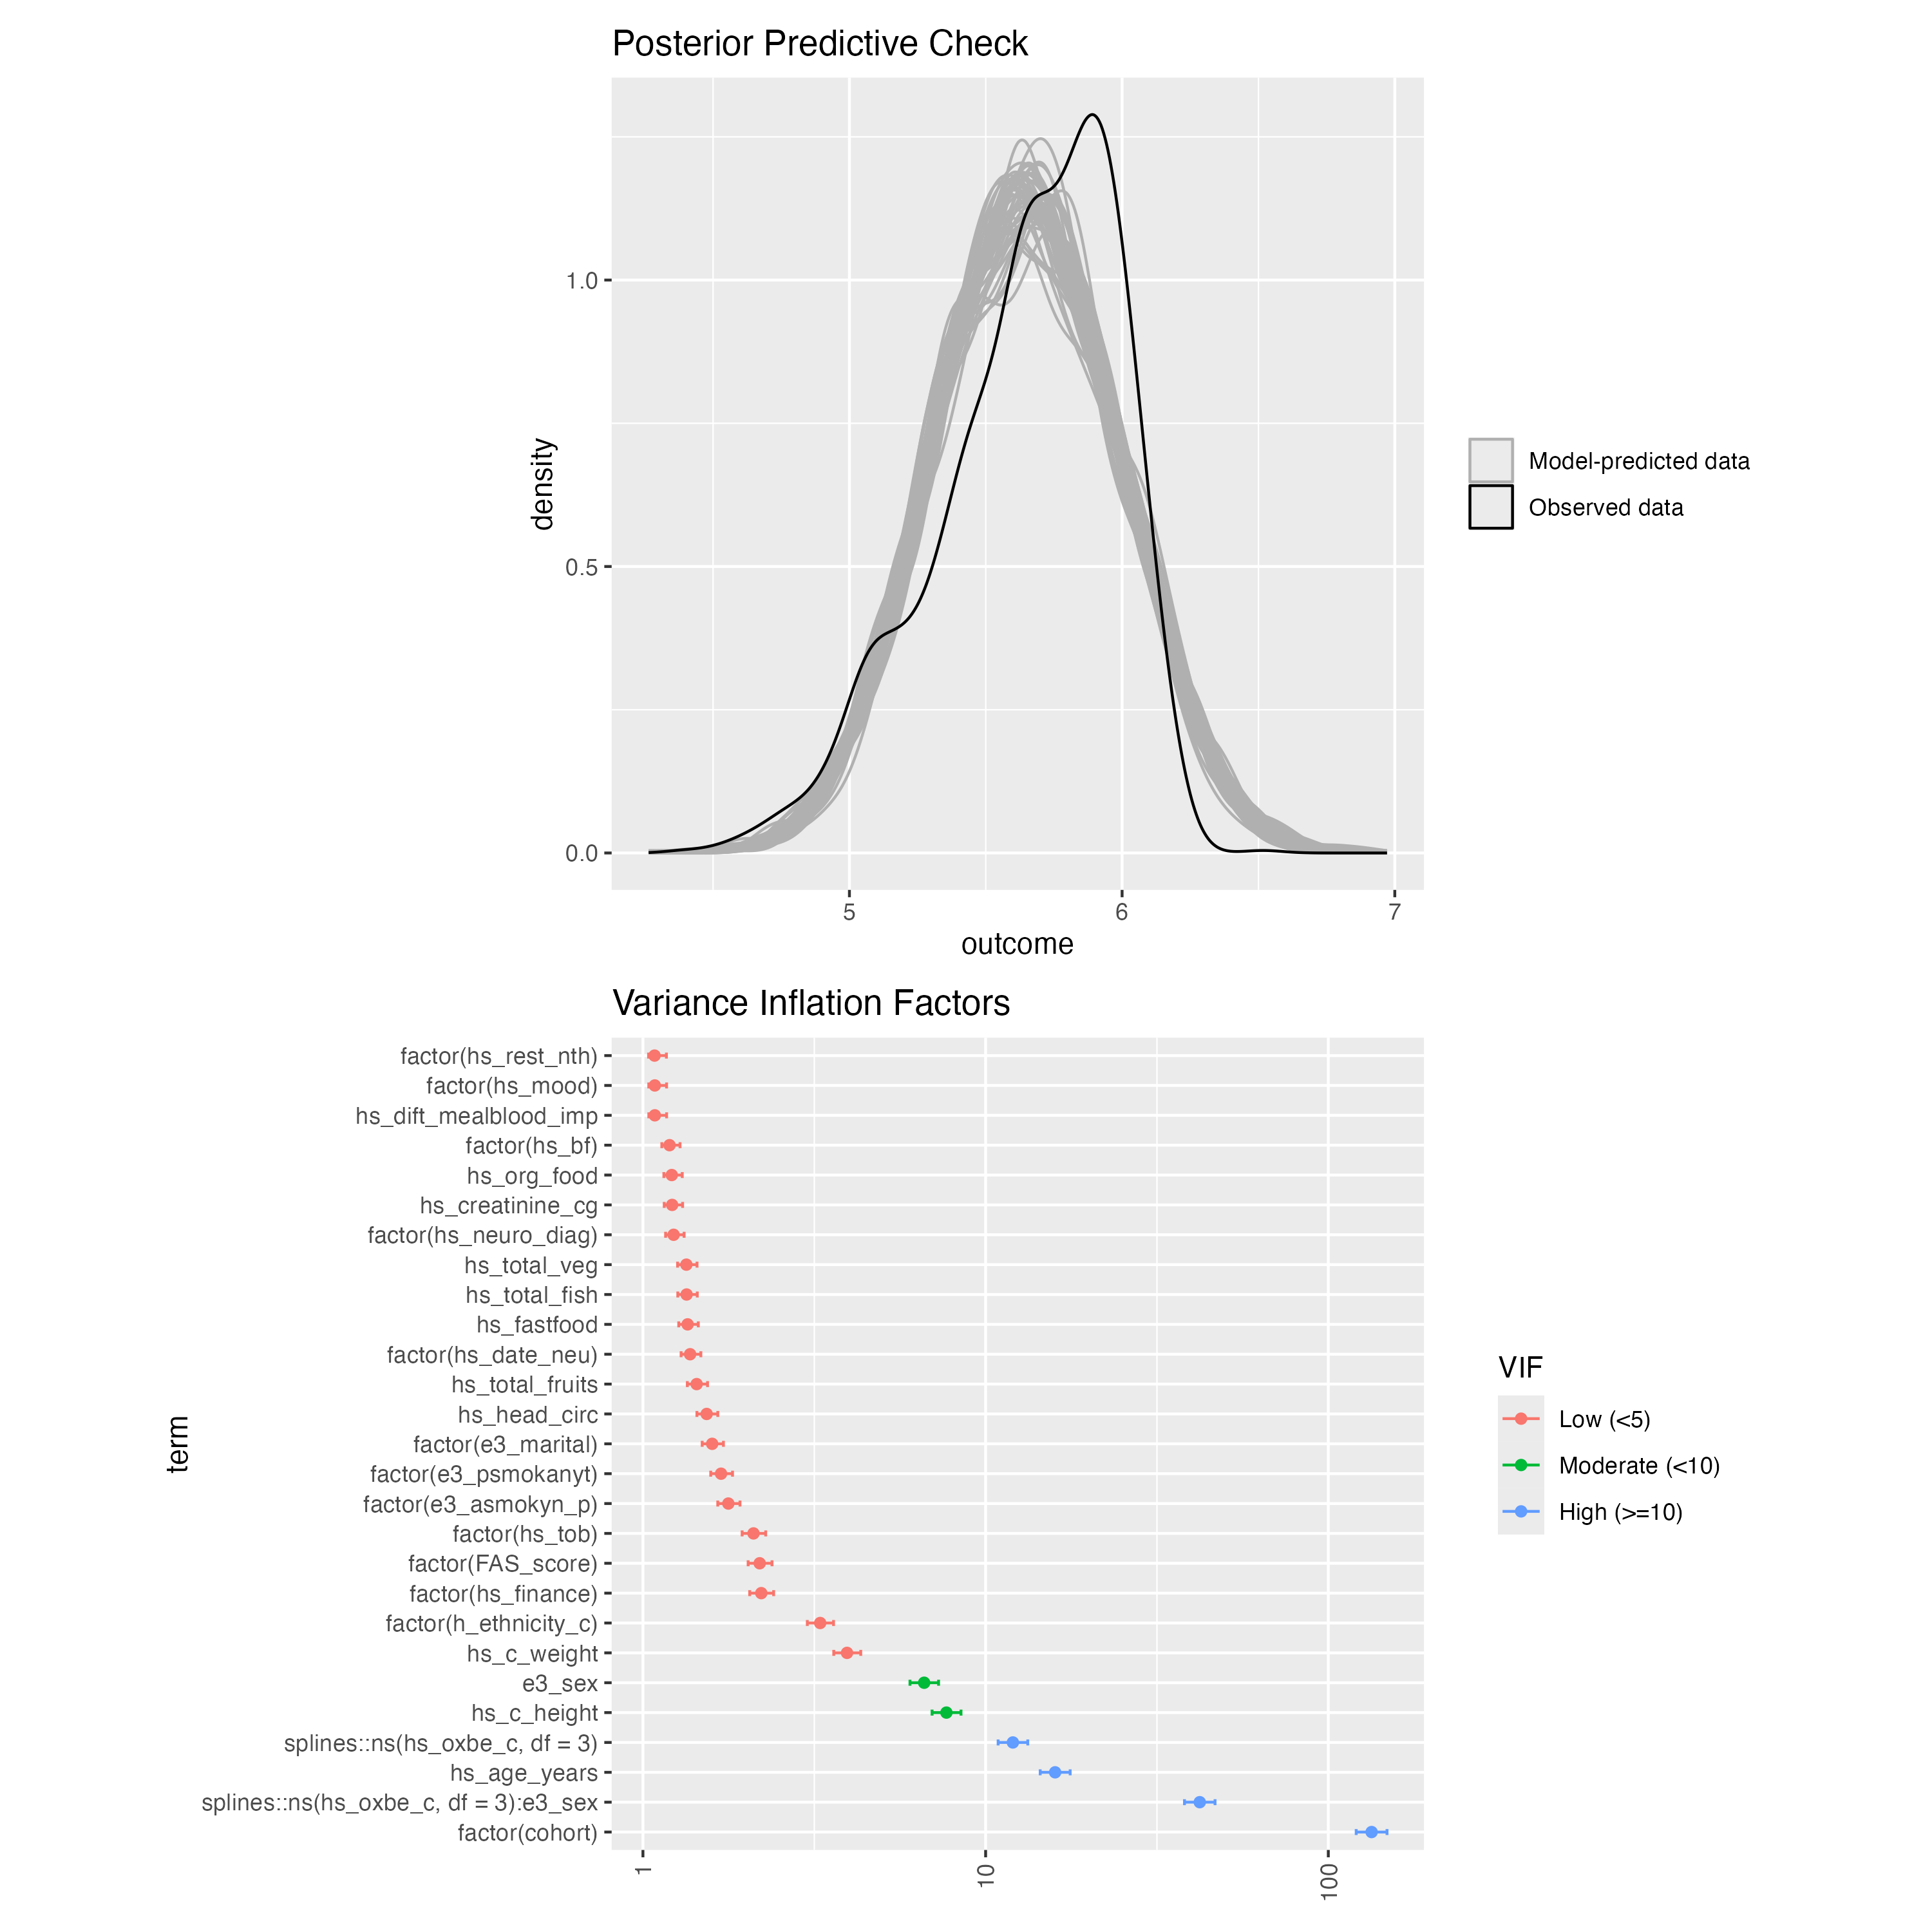 Posterior Predictive Check
density
1.0
0.5
0.0
5
6
7
outcome
Model-predicted data
Observed data
Variance Inflation Factors
term
factor(hs_rest_nth)
factor(hs_mood)
hs_dift_mealblood_imp
factor(hs_bf)
hs_org_food
hs_creatinine_cg
factor(hs_neuro_diag)
hs_total_veg
hs_total_fish
hs_fastfood
factor(hs_date_neu)
hs_total_fruits
hs_head_circ
factor(e3_marital)
factor(e3_psmokanyt)
factor(e3_asmokyn_p)
factor(hs_tob)
factor(FAS_score)
factor(hs_finance)
factor(h_ethnicity_c)
hs_c_weight
e3_sex
hs_c_height
splines::ns(hs_oxbe_c, df = 3)
hs_age_years
splines::ns(hs_oxbe_c, df = 3):e3_sex
factor(cohort)
1
10
100
VIF
Low (<5)
Moderate (<10)
High (>=10)